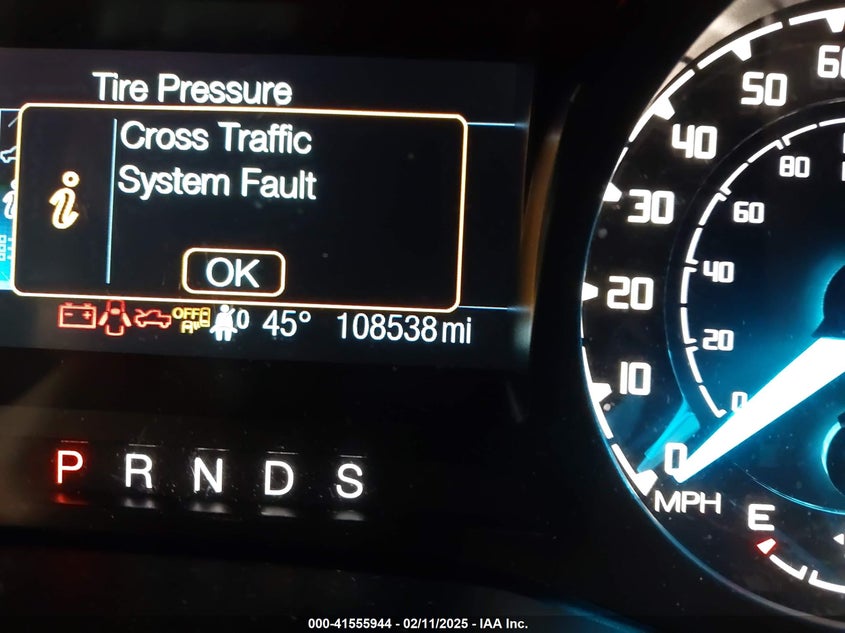 Tire Pressure
Cross Traffic
System Fault
OK
OFF
45° 108538 mi
P R N D S
60
50
40
30
20
10
0
MPH
80
60
40
20
0
E
000-41555944 - 02/11/2025 - IAA Inc.